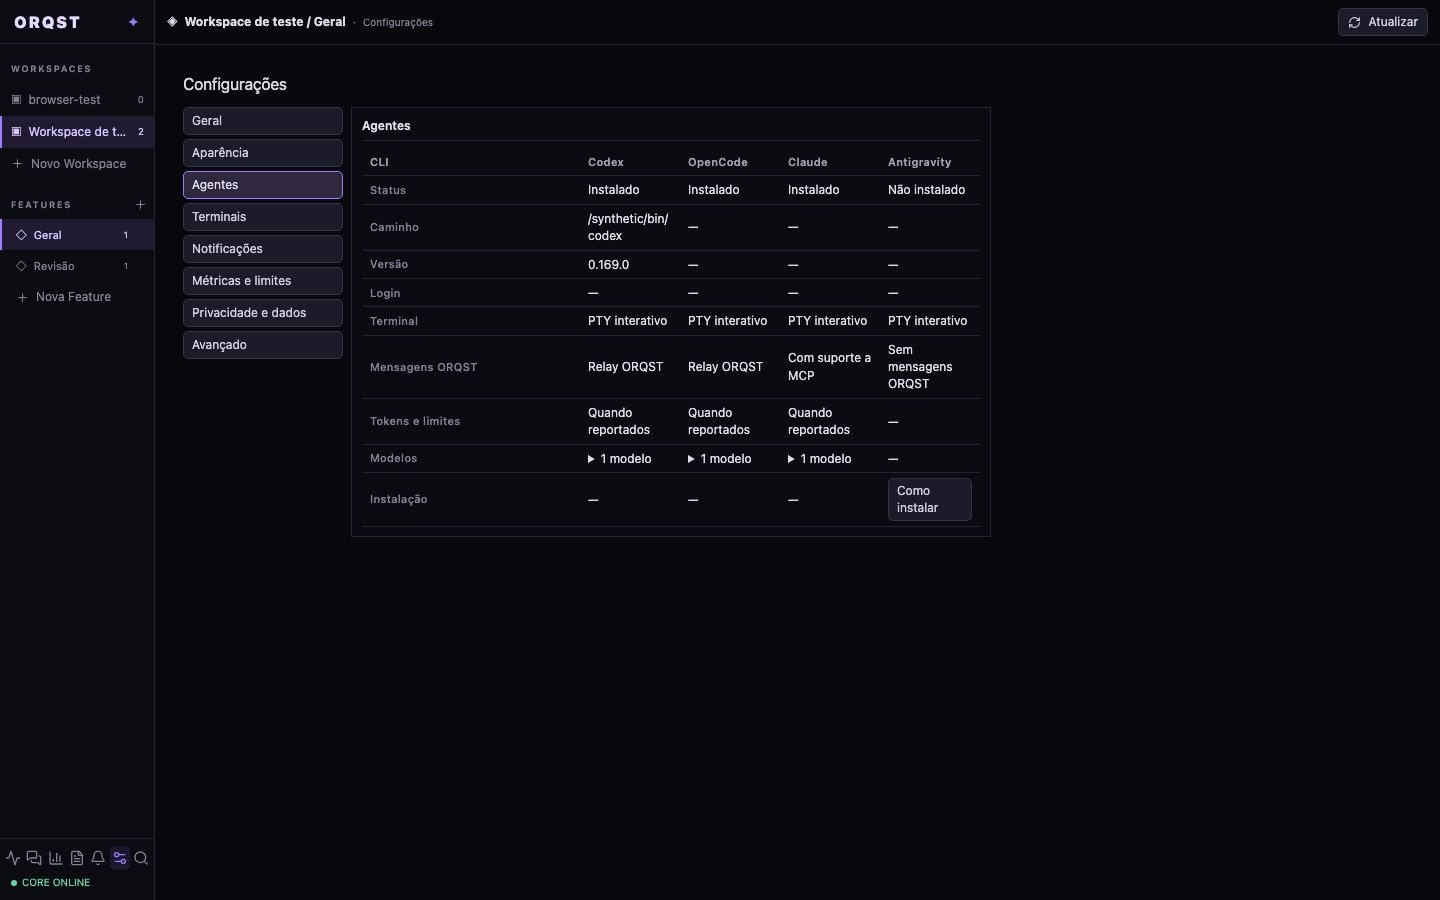 ORQST
Workspace de teste / Geral · Configurações
Atualizar
WORKSPACES
browser-test 0
Workspace de t... 2
+ Novo Workspace
FEATURES +
Geral 1
Revisão 1
+ Nova Feature
CORE ONLINE
Configurações
Geral
Aparência
Agentes
Terminais
Notificações
Métricas e limites
Privacidade e dados
Avançado
Agentes
CLI Codex OpenCode Claude Antigravity
Status Instalado Instalado Instalado Não instalado
Caminho /synthetic/bin/ — — —
codex
Versão 0.169.0 — — —
Login — — — —
Terminal PTY interativo PTY interativo PTY interativo PTY interativo
Mensagens ORQST Relay ORQST Relay ORQST Com suporte a Sem
MCP mensagens
ORQST
Tokens e limites Quando Quando Quando —
reportados reportados reportados
Modelos 1 modelo 1 modelo 1 modelo —
Instalação — — — Como
instalar